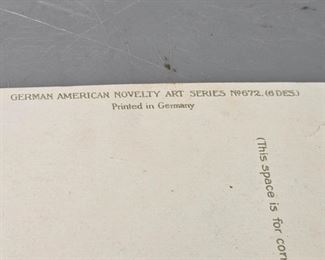 GERMAN AMERICAN NOVELTY ART SERIES Nº672.(6 DES.)
Printed in Germany
(This space is for